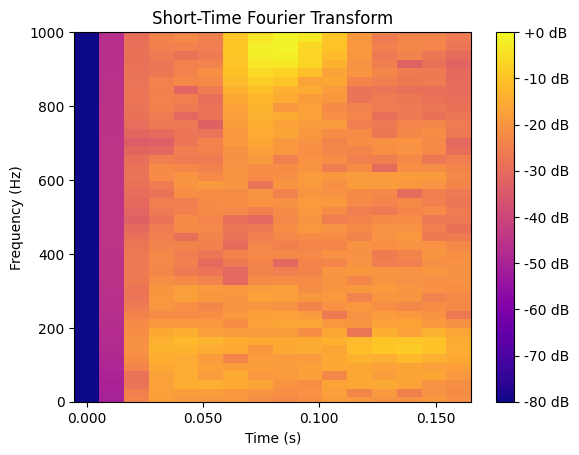 Short-Time Fourier Transform
1000
800
600
400
200
0
Frequency (Hz)
0.000
0.050
0.100
0.150
Time (s)
+0 dB
-10 dB
-20 dB
-30 dB
-40 dB
-50 dB
-60 dB
-70 dB
-80 dB